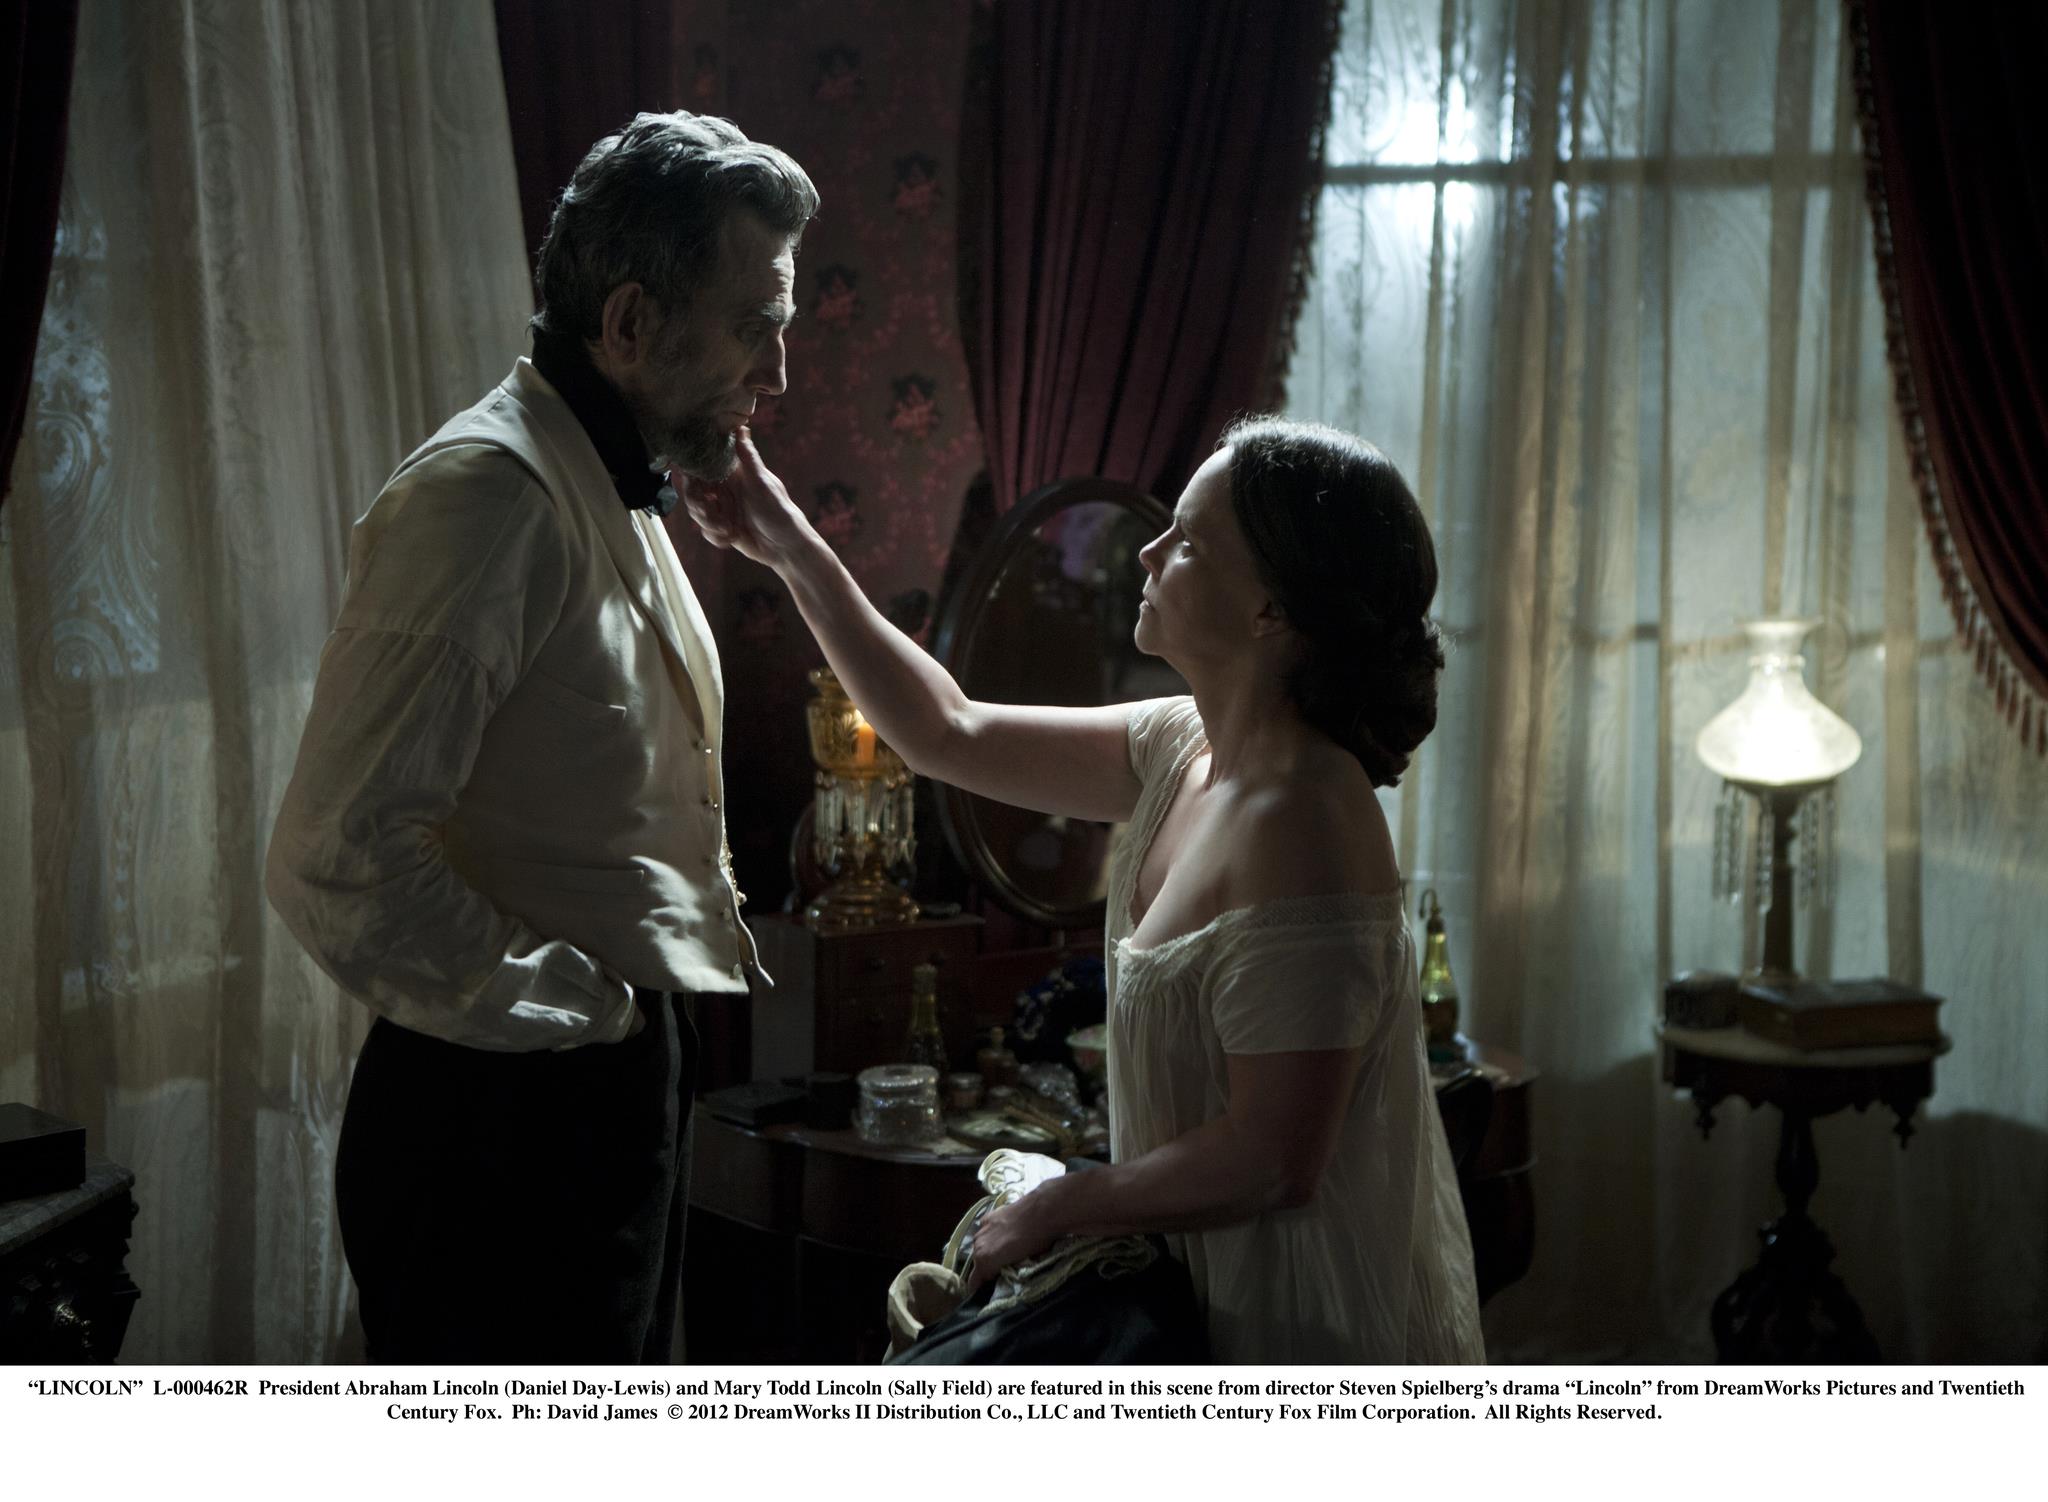 “LINCOLN”  L-000462R  President Abraham Lincoln (Daniel Day-Lewis) and Mary Todd Lincoln (Sally Field) are featured in this scene from director Steven Spielberg’s drama “Lincoln” from DreamWorks Pictures and Twentieth
Century Fox.  Ph: David James  © 2012 DreamWorks II Distribution Co., LLC and Twentieth Century Fox Film Corporation.  All Rights Reserved.